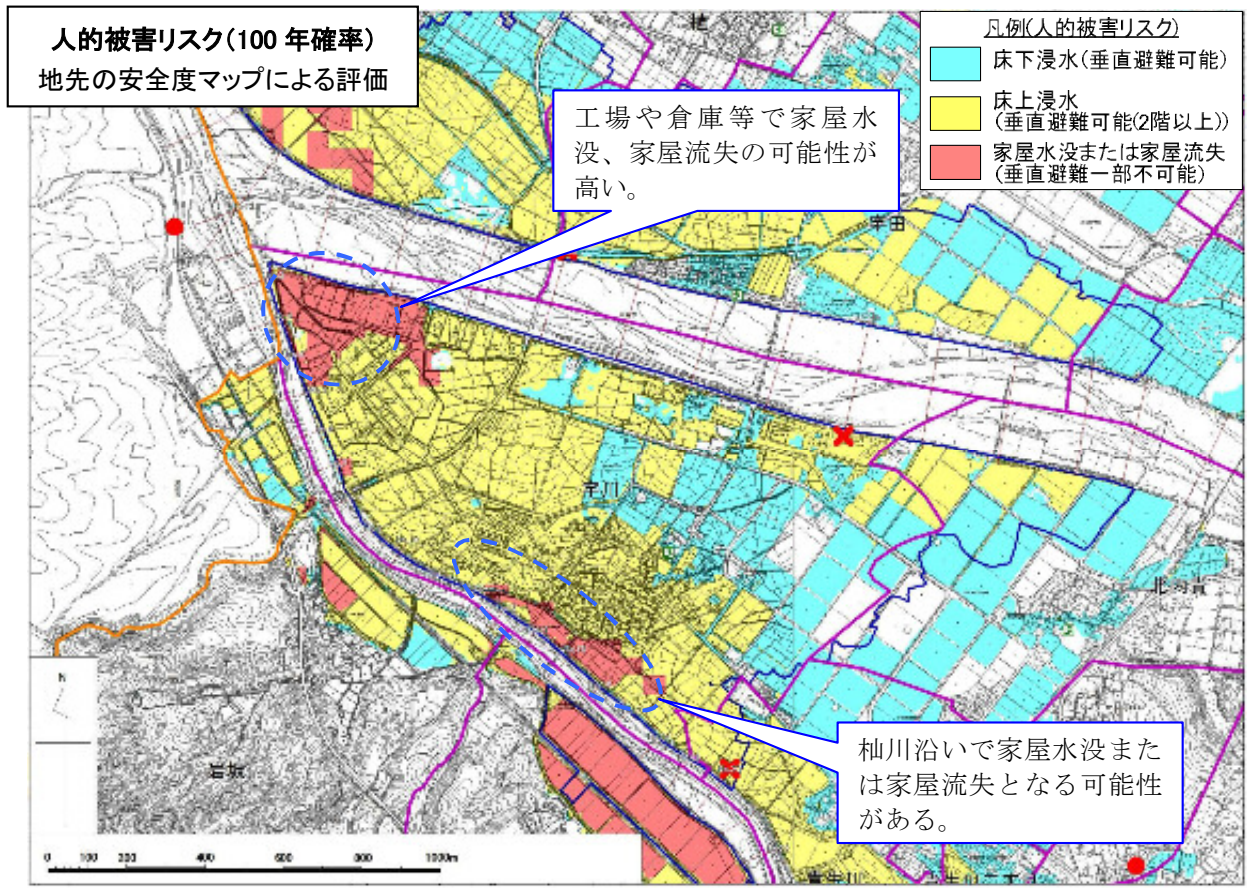 人的被害リスク（100 年確率）
地先の安全度マップによる評価
凡例(人的被害リスク)
床下浸水(垂直避難可能)
床上浸水
(垂直避難可能(2階以上))
家屋水没または家屋流失
(垂直避難一部不可能)
工場や倉庫等で家屋水
没、家屋流失の可能性が
高い。
宇田
宇川
北内貴
杣川沿いで家屋水没また
は家屋流失となる可能性
がある。
N
岩坂
0 100 200 400 600 800 1000m